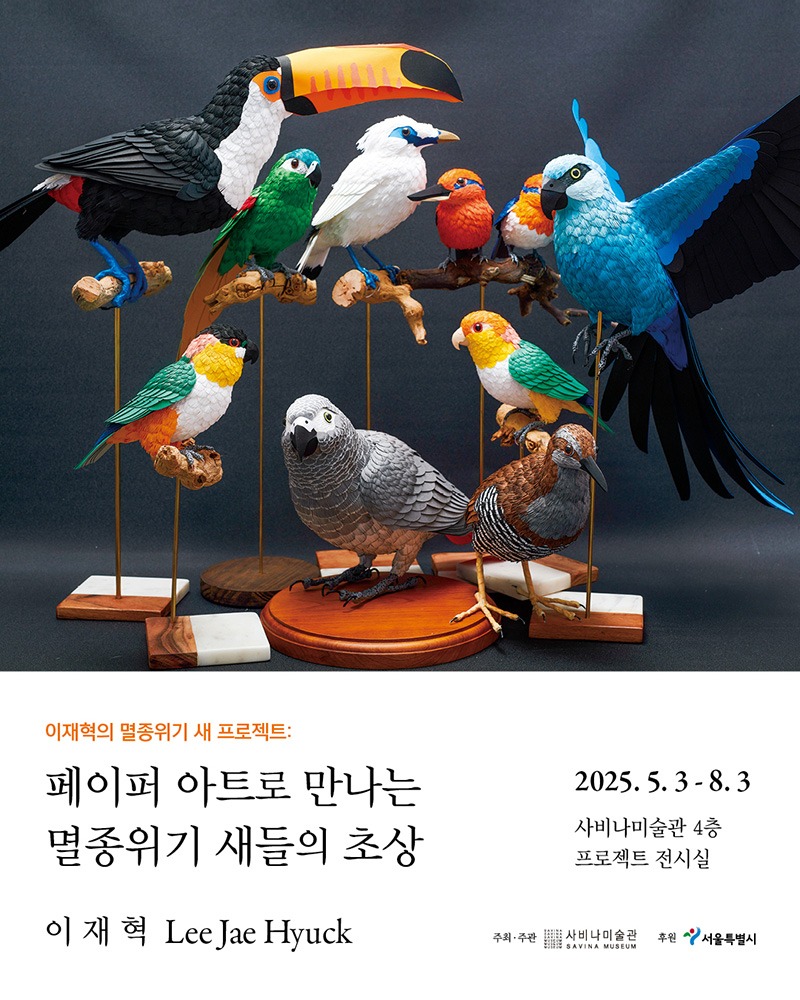 이재혁의 멸종위기 새 프로젝트:
페이퍼 아트로 만나는
멸종위기 새들의 초상
이재혁 Lee Jae Hyuck
2025. 5. 3 - 8. 3
사비나미술관 4층
프로젝트 전시실
주최·주관 사비나미술관
SAVINA MUSEUM
후원 서울특별시